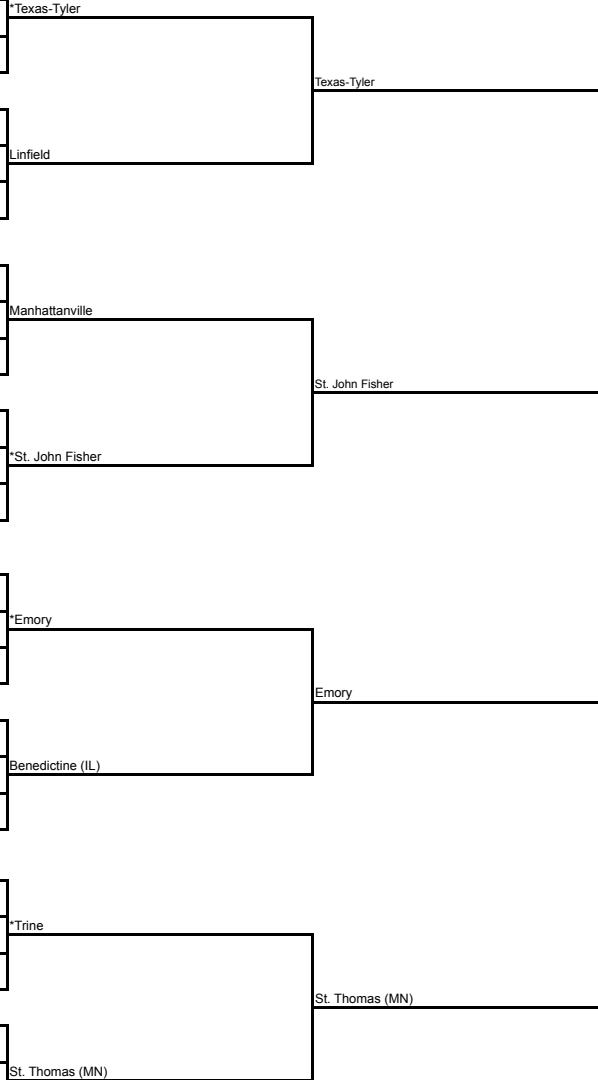 *Texas-Tyler
Texas-Tyler
Linfield
Manhattanville
St. John Fisher
*St. John Fisher
*Emory
Emory
Benedictine (IL)
*Trine
St. Thomas (MN)
St. Thomas (MN)